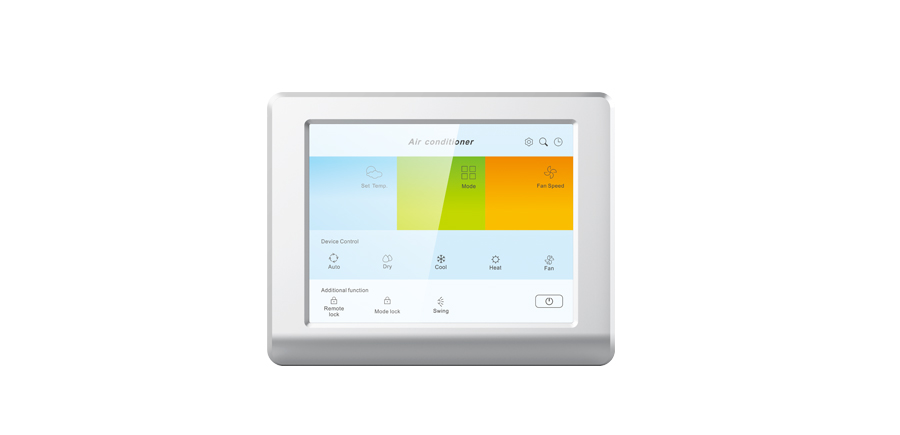 Air conditioner
Set Temp.
Mode
Fan Speed
Device Control
Auto
Dry
Cool
Heat
Fan
Additional function
Remote
lock
Mode lock
Swing